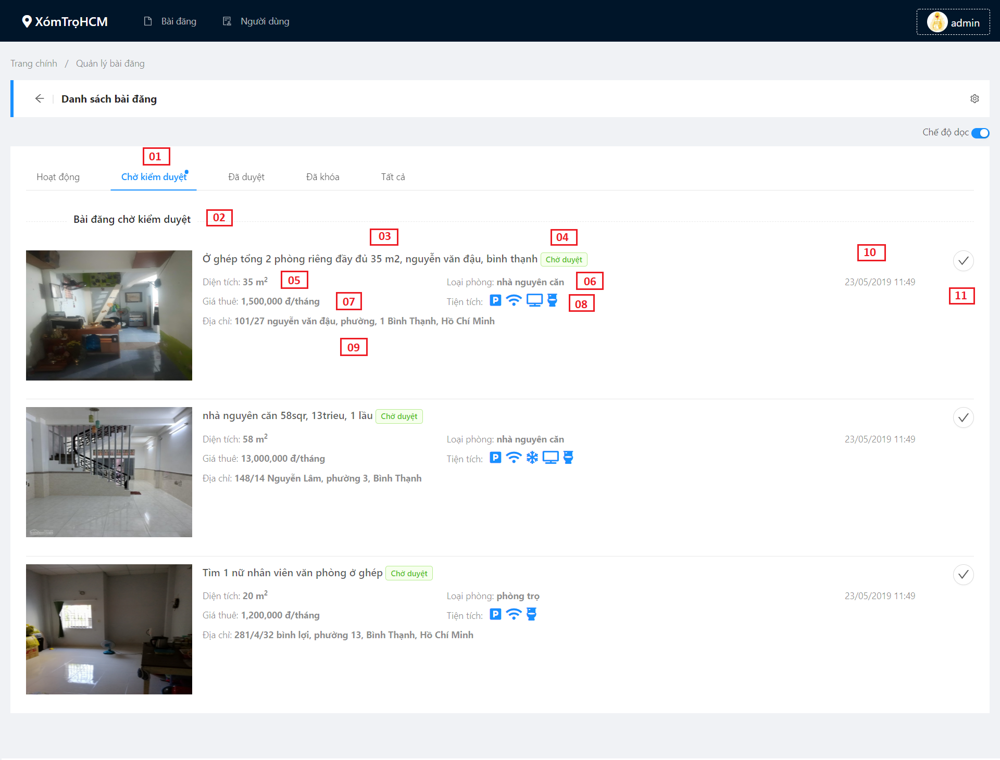 XómTrọHCM Bài đăng Người dùng admin
Trang chính / Quản lý bài đăng
Danh sách bài đăng
Chế độ dọc
01
Hoạt động Chờ kiểm duyệt Đã duyệt Đã khóa Tất cả
Bài đăng chờ kiểm duyệt 02
03 04
Ở ghép tổng 2 phòng riêng đầy đủ 35 m2, nguyễn văn đậu, bình thạnh Chờ duyệt 10
Diện tích: 35 m² 05 Loại phòng: nhà nguyên căn 06 23/05/2019 11:49
11
Giá thuê: 1,500,000 đ/tháng 07 Tiện tích: P 08
Địa chỉ: 101/27 nguyễn văn đậu, phường, 1 Bình Thạnh, Hồ Chí Minh
09
nhà nguyên căn 58sqr, 13trieu, 1 lầu Chờ duyệt
Diện tích: 58 m² Loại phòng: nhà nguyên căn 23/05/2019 11:49
Giá thuê: 13,000,000 đ/tháng Tiện tích: P
Địa chỉ: 148/14 Nguyễn Lâm, phường 3, Bình Thạnh
Tìm 1 nữ nhân viên văn phòng ở ghép Chờ duyệt
Diện tích: 20 m² Loại phòng: phòng trọ 23/05/2019 11:49
Giá thuê: 1,200,000 đ/tháng Tiện tích: P
Địa chỉ: 281/4/32 bình lợi, phường 13, Bình Thạnh, Hồ Chí Minh